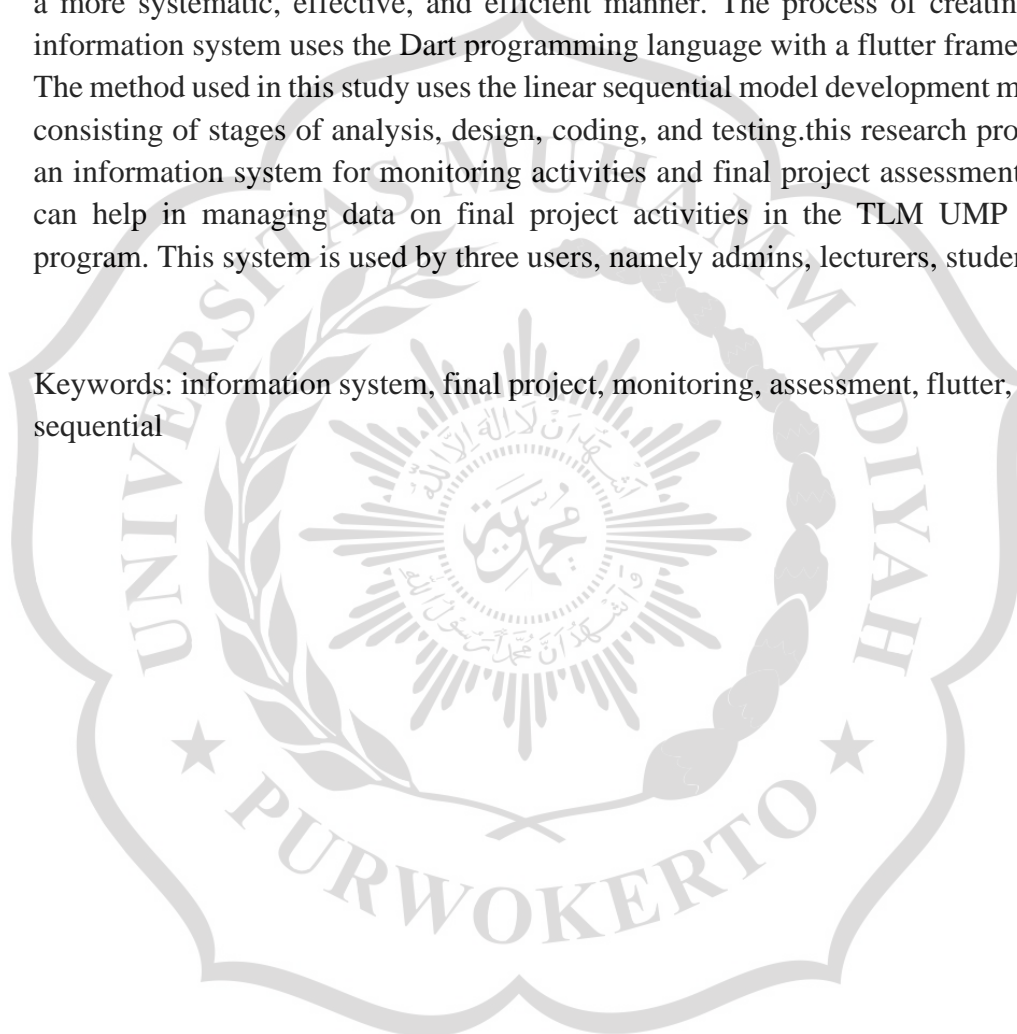 a more systematic, effective, and efficient manner. The process of creatin
information system uses the Dart programming language with a flutter frame
The method used in this study uses the linear sequential model development m
consisting of stages of analysis, design, coding, and testing.this research pro
an information system for monitoring activities and final project assessment
can help in managing data on final project activities in the TLM UMP
program. This system is used by three users, namely admins, lecturers, studen
Keywords: information system, final project, monitoring, assessment, flutter,
sequential
UNIVERSITAS MUHAMMADIYAH
PURWOKERTO